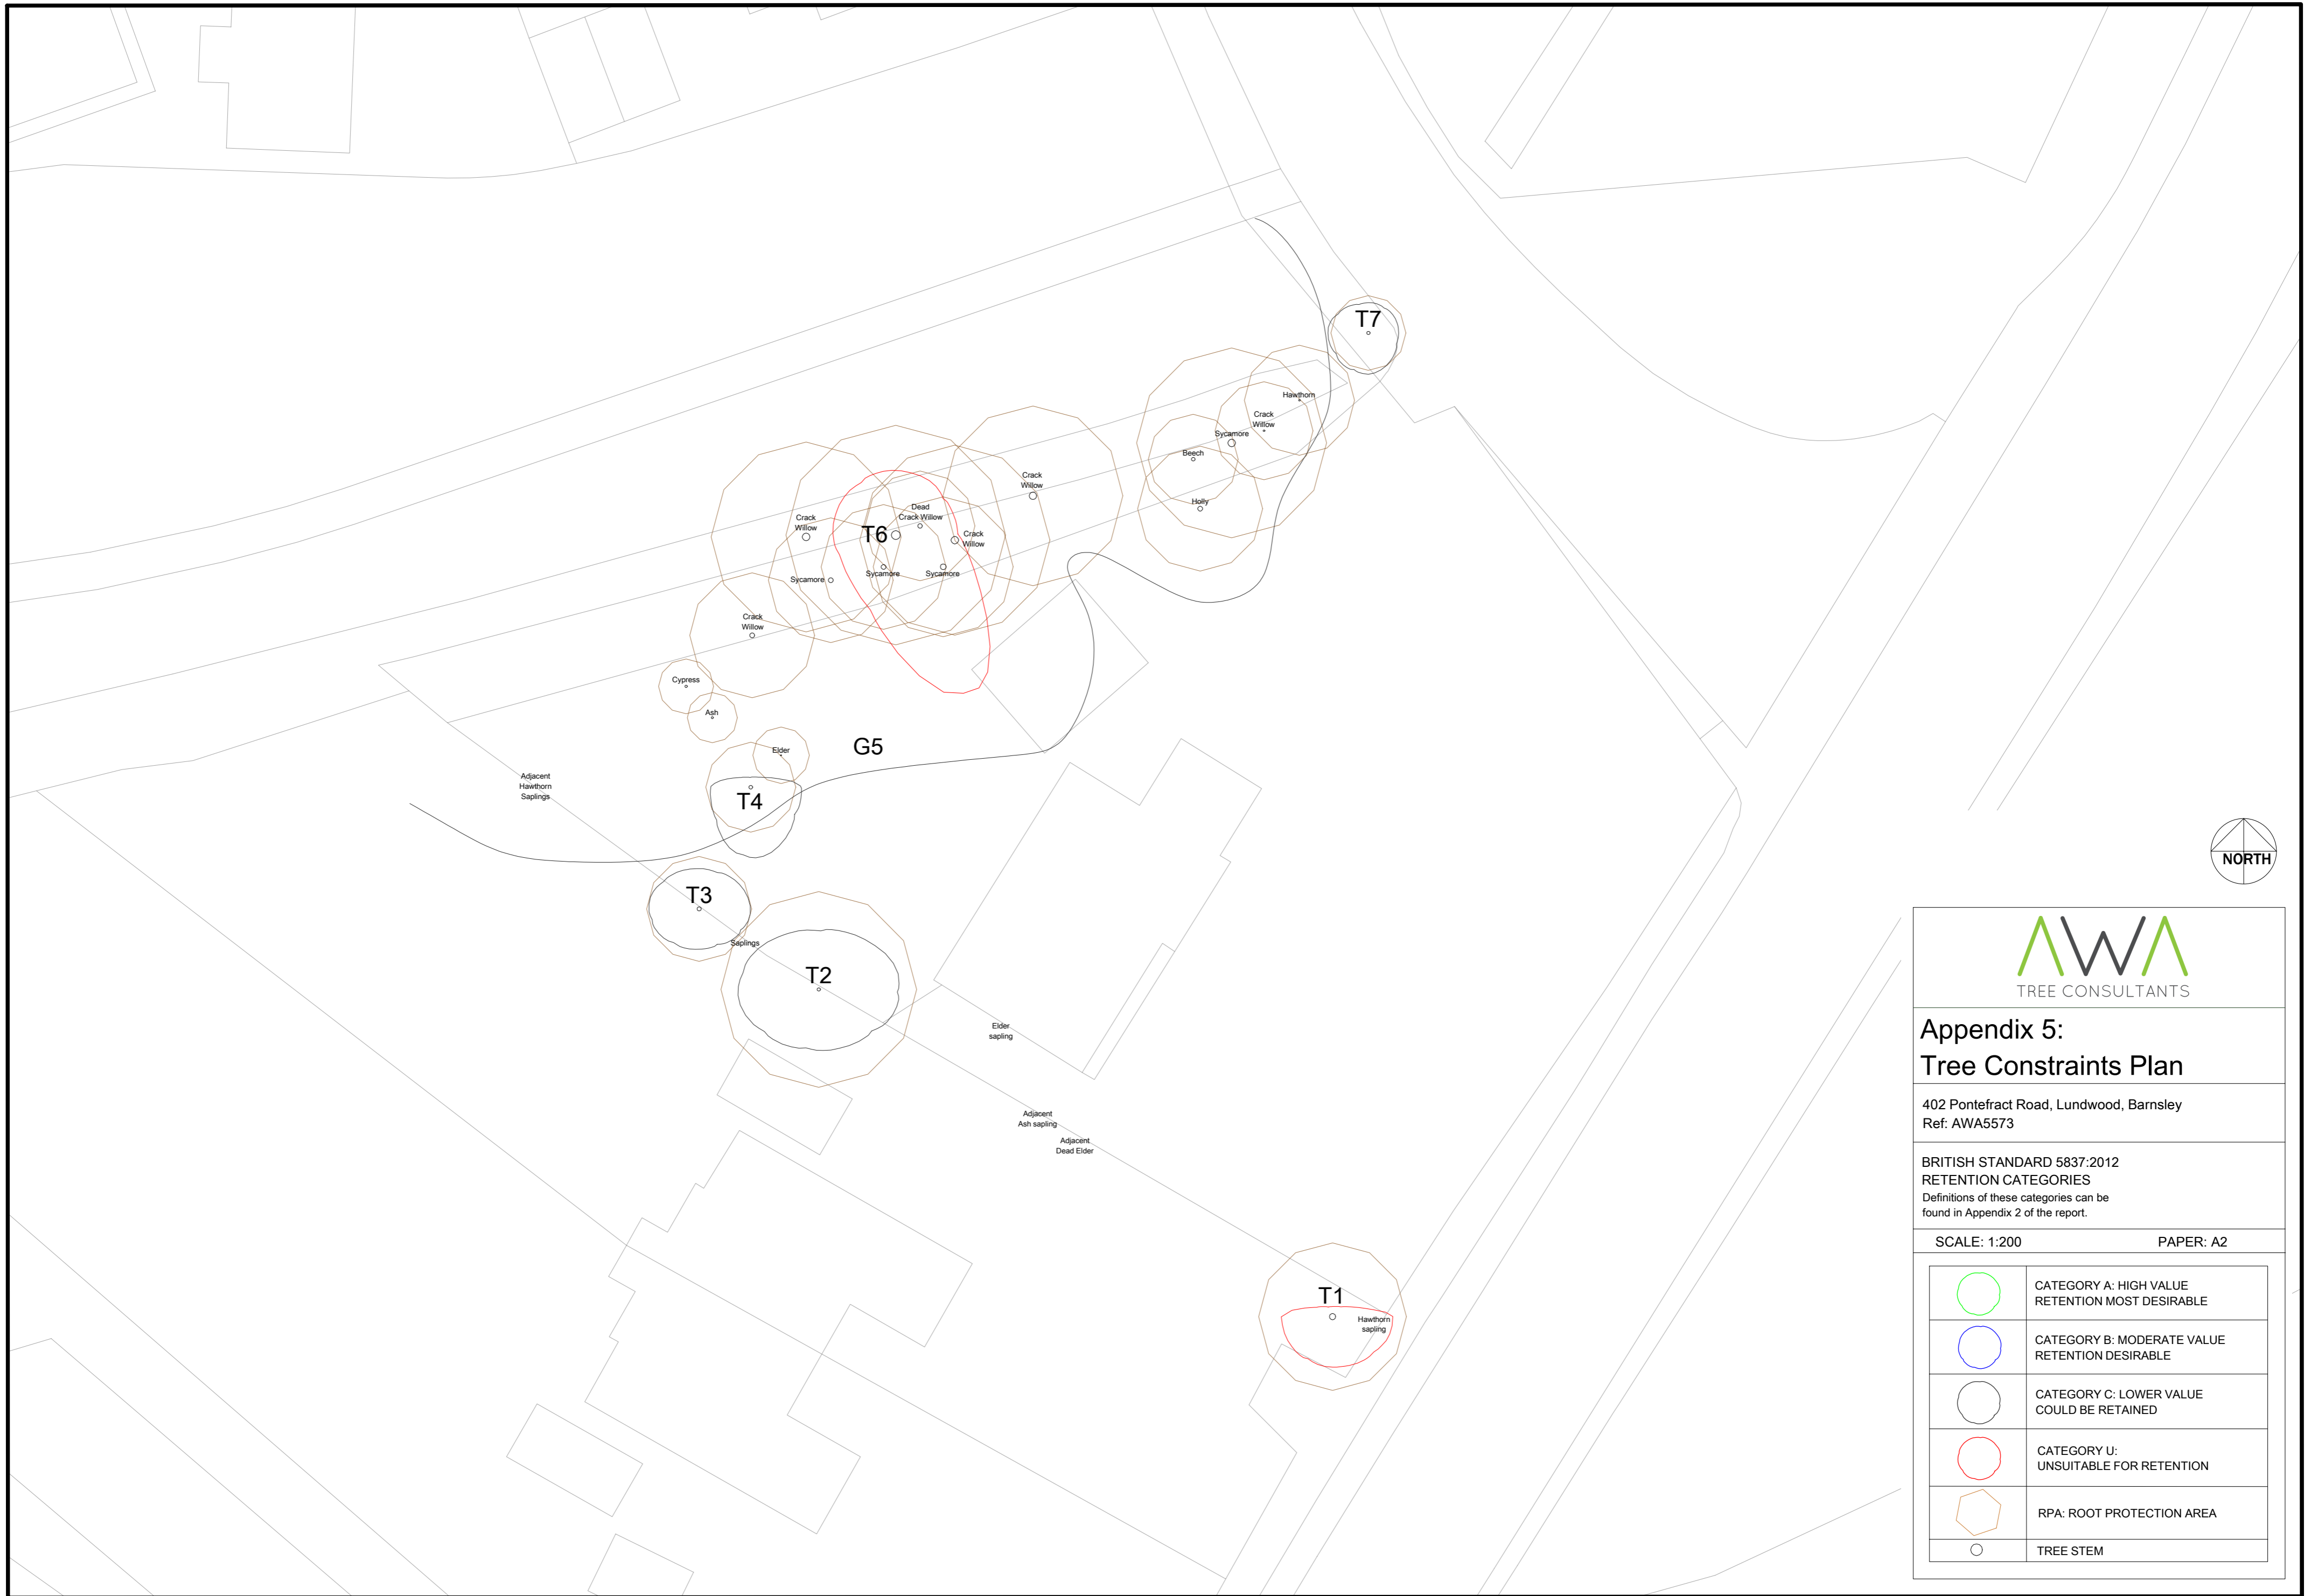 T7
Hawthorn
Crack
Willow
Sycamore
Beech
Holly
Crack
Willow
Dead
Crack Willow
Crack
Willow
T6
Crack
Willow
Sycamore
Sycamore
Sycamore
Crack
Willow
Cypress
Ash
Elder
G5
Adjacent
Hawthorn
Saplings
T4
T3
Saplings
T2
Elder
sapling
Adjacent
Ash sapling
Adjacent
Dead Elder
T1
Hawthorn
sapling
NORTH
AWA
TREE CONSULTANTS
Appendix 5:
Tree Constraints Plan
402 Pontefract Road, Lundwood, Barnsley
Ref: AWA5573
BRITISH STANDARD 5837:2012
RETENTION CATEGORIES
Definitions of these categories can be
found in Appendix 2 of the report.
SCALE: 1:200 PAPER: A2
CATEGORY A: HIGH VALUE
RETENTION MOST DESIRABLE
CATEGORY B: MODERATE VALUE
RETENTION DESIRABLE
CATEGORY C: LOWER VALUE
COULD BE RETAINED
CATEGORY U:
UNSUITABLE FOR RETENTION
RPA: ROOT PROTECTION AREA
TREE STEM